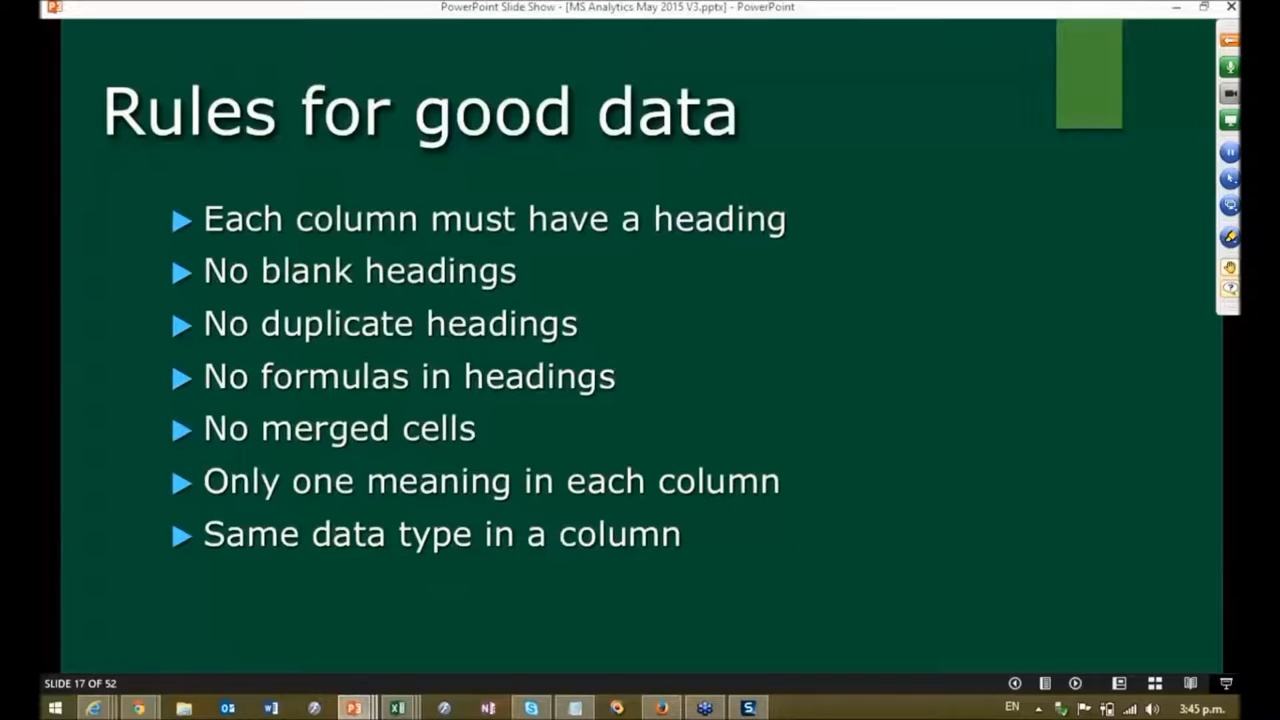 PowerPoint Slide Show - [MS Analytics May 2015 V3.pptx] - PowerPoint
Rules for good data
Each column must have a heading
No blank headings
No duplicate headings
No formulas in headings
No merged cells
Only one meaning in each column
Same data type in a column
SLIDE 17 OF 52
EN
3:45 p.m.